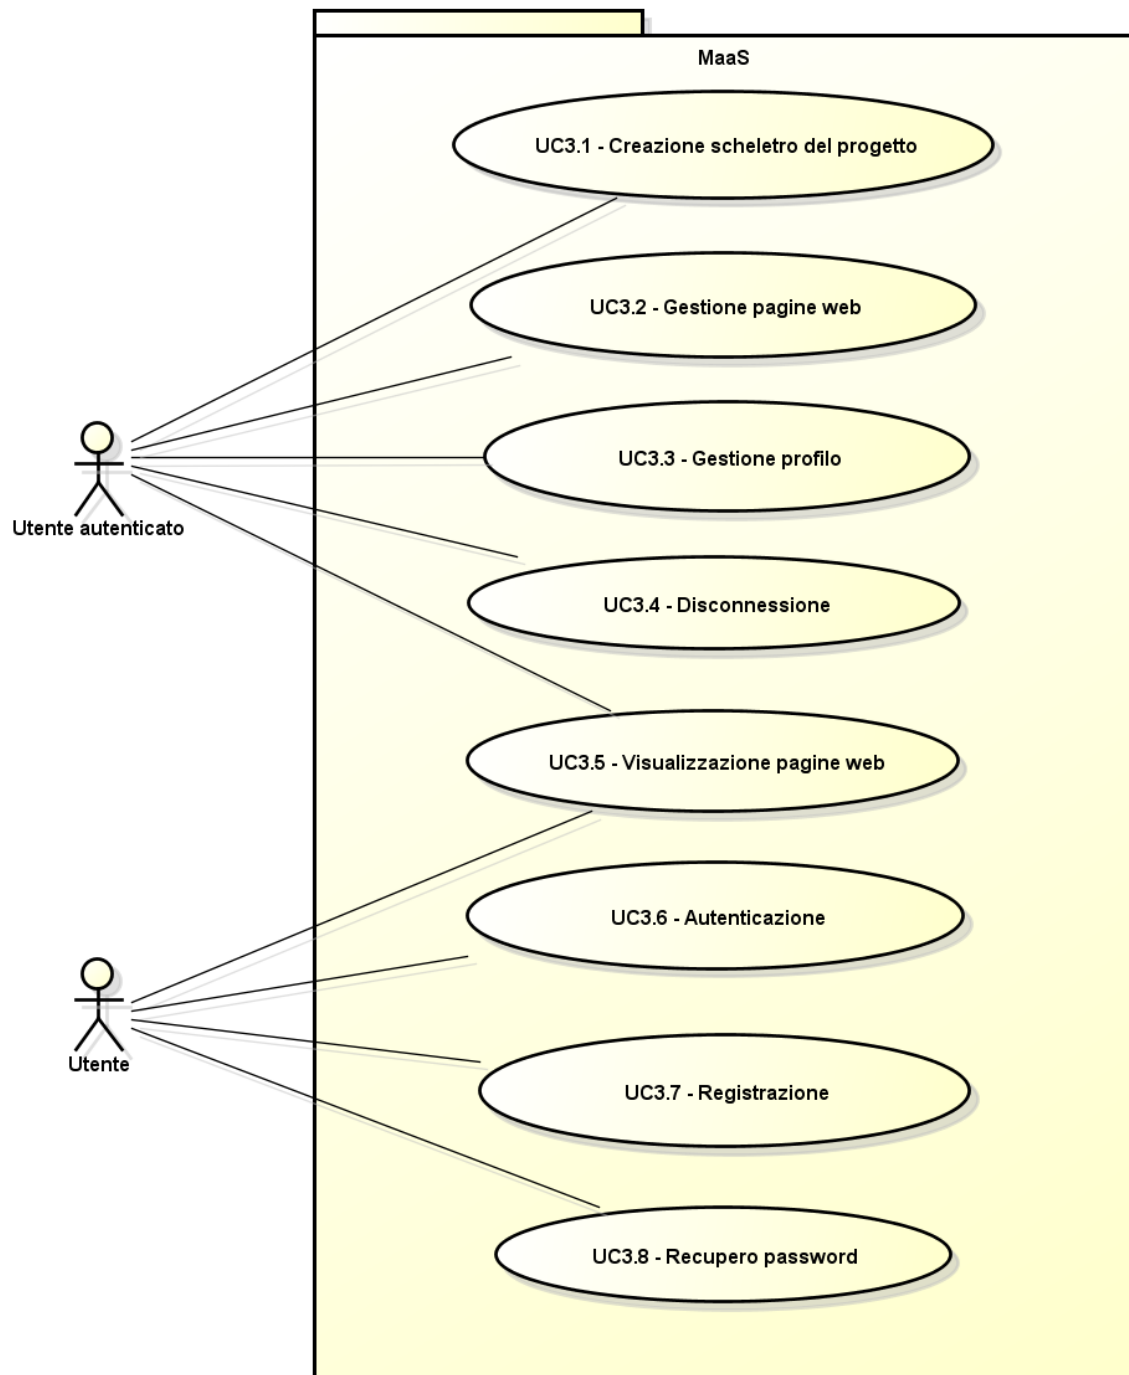 MaaS
UC3.1 - Creazione scheletro del progetto
UC3.2 - Gestione pagine web
UC3.3 - Gestione profilo
Utente autenticato
UC3.4 - Disconnessione
UC3.5 - Visualizzazione pagine web
UC3.6 - Autenticazione
Utente
UC3.7 - Registrazione
UC3.8 - Recupero password